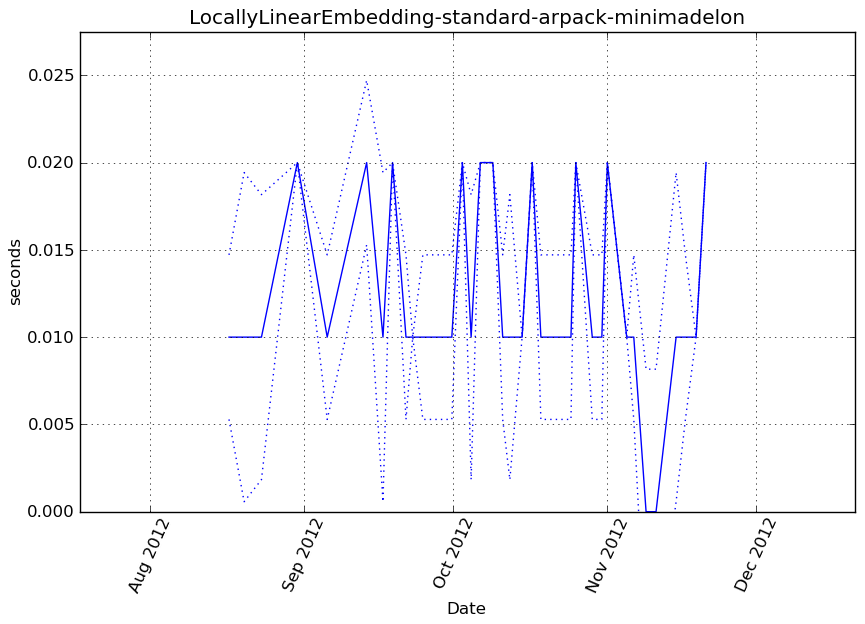 LocallyLinearEmbedding-standard-arpack-minimadelon
0.025
0.020
0.015
0.010
0.005
0.000
seconds
Aug 2012
Sep 2012
Oct 2012
Nov 2012
Dec 2012
Date